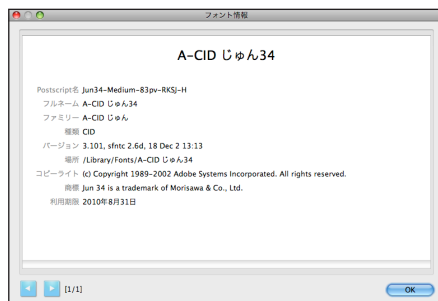 フォント情報
A-CID じゅん34
Postscript名 Jun34-Medium-83pv-RKSJ-H
フルネーム A-CID じゅん34
ファミリー A-CID じゅん
種類 CID
バージョン 3.101, sfntc 2.6d, 18 Dec 2 13:13
場所 /Library/Fonts/A-CID じゅん34
コピーライト (c) Copyright 1989-2002 Adobe Systems Incorporated. All rights reserved.
商標 Jun 34 is a trademark of Morisawa & Co., Ltd.
利用期限 2010年8月31日
[1/1]
OK